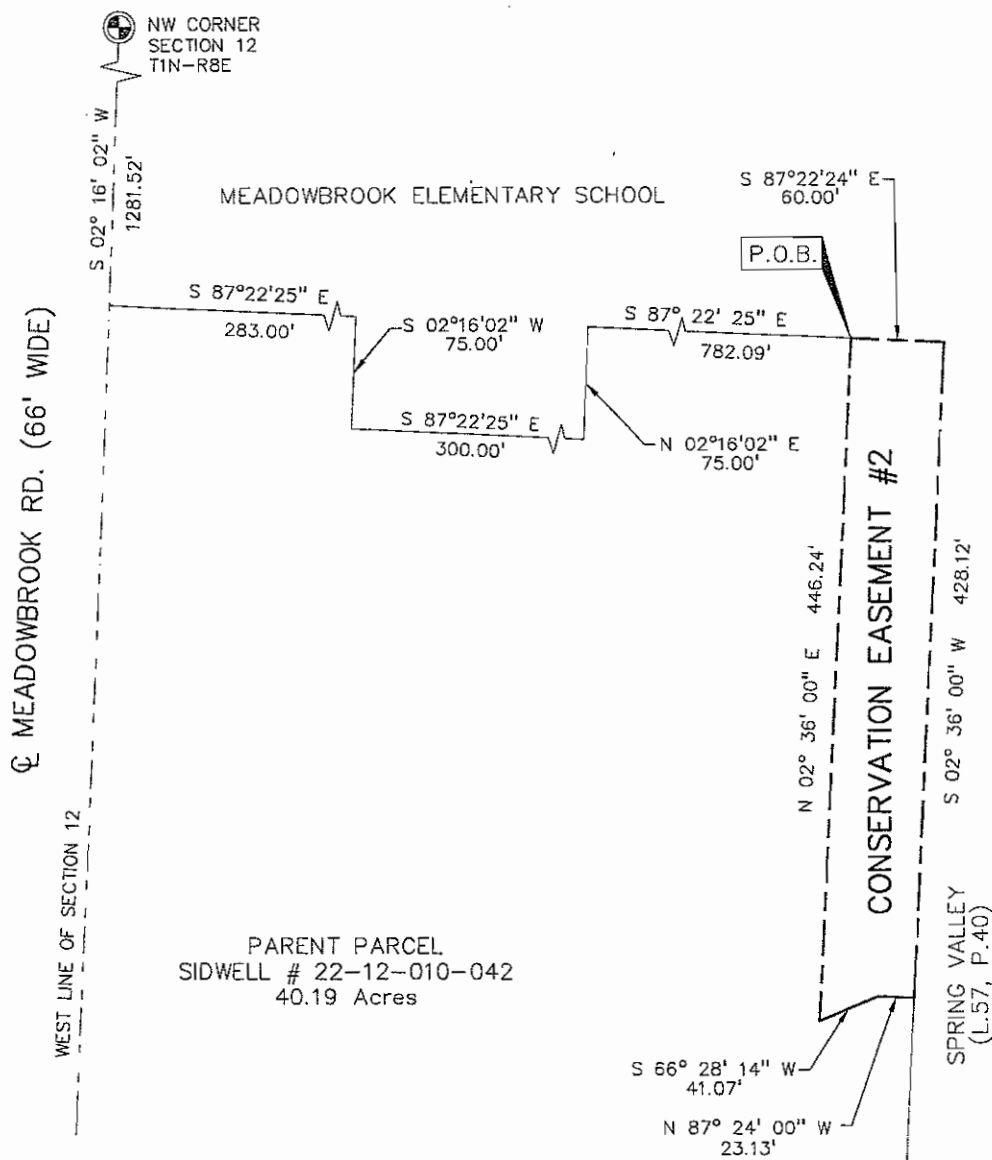 NW CORNER
SECTION 12
T1N-R8E
S 02° 16' 02" W
1281.52'
MEADOWBROOK ELEMENTARY SCHOOL
S 87°22'24" E
60.00'
P.O.B.
S 87°22'25" E
283.00'
S 02°16'02" W
75.00'
S 87° 22' 25" E
782.09'
S 87°22'25" E
300.00'
N 02°16'02" E
75.00'
℄ MEADOWBROOK RD. (66' WIDE)
WEST LINE OF SECTION 12
N 02° 36' 00" E 446.24'
CONSERVATION EASEMENT #2
S 02° 36' 00" W 428.12'
SPRING VALLEY
(L.57, P.40)
PARENT PARCEL
SIDWELL # 22-12-010-042
40.19 Acres
S 66° 28' 14" W
41.07'
N 87° 24' 00" W
23.13'